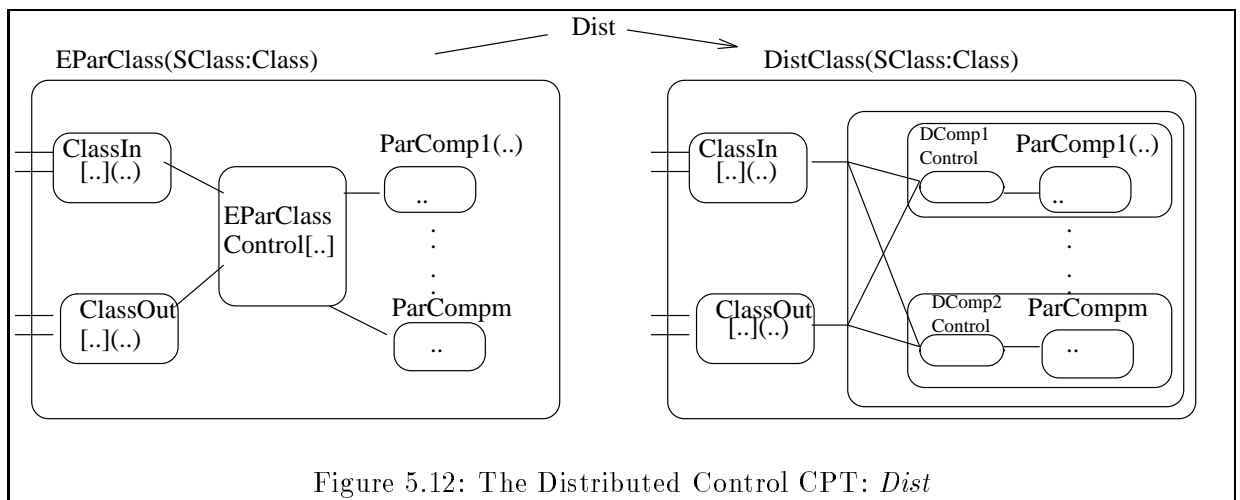 Dist
EParClass(SClass:Class)
ClassIn
[..](..)
EParClass
Control[..]
ClassOut
[..](..)
ParComp1(..)
..
ParCompm
..
DistClass(SClass:Class)
ClassIn
[..](..)
ClassOut
[..](..)
DComp1
Control
ParComp1(..)
..
DComp2
Control
ParCompm
..
Figure 5.12: The Distributed Control CPT: Dist